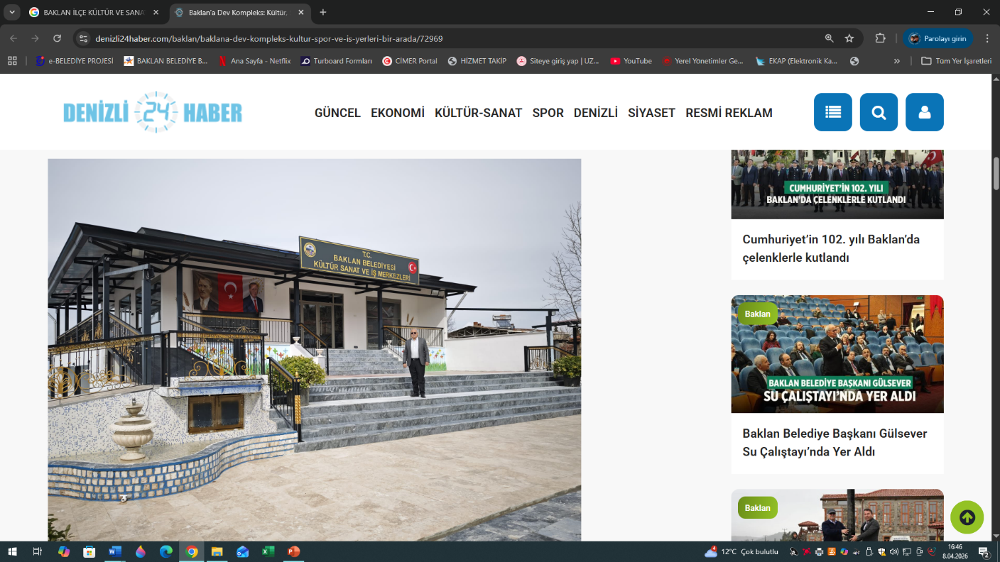 BAKLAN İLÇE KÜLTÜR VE SANA
Baklan'a Dev Kompleks: Kültür,
denizli24haber.com/baklan/baklana-dev-kompleks-kultur-spor-ve-is-yerleri-bir-arada/72969
Parolayı girin
e-BELEDİYE PROJESİ
BAKLAN BELEDİYE B...
Ana Sayfa - Netflix
Turboard Formları
CİMER Portal
HİZMET TAKİP
Siteye giriş yap | UZ...
YouTube
Yerel Yönetimler Ge...
EKAP (Elektronik Ka...
Tüm Yer İşaretleri
DENİZLİ 24 HABER
GÜNCEL EKONOMİ KÜLTÜR-SANAT SPOR DENİZLİ SİYASET RESMİ REKLAM
T.C.
BAKLAN BELEDİYESİ
KÜLTÜR SANAT VE İŞ MERKEZLERİ
CUMHURİYET'İN 102. YILI
BAKLAN'DA ÇELENKLERLE KUTLANDI
Cumhuriyet'in 102. yılı Baklan'da
çelenklerle kutlandı
Baklan
BAKLAN BELEDİYE BAŞKANI GÜLSEVER
SU ÇALIŞTAYI'NDA YER ALDI
Baklan Belediye Başkanı Gülsever
Su Çalıştayı'nda Yer Aldı
Baklan
12°C Çok bulutlu
16:46
8.04.2026